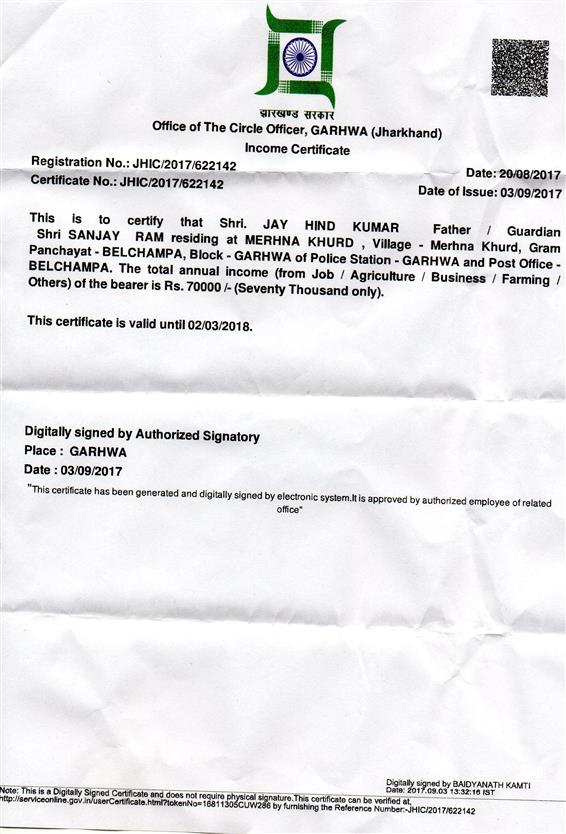 झारखण्ड सरकार
Office of The Circle Officer, GARHWA (Jharkhand)
Income Certificate
Registration No.: JHIC/2017/622142
Date: 20/08/2017
Certificate No.: JHIC/2017/622142
Date of Issue: 03/09/2017
This is to certify that Shri. JAY HIND KUMAR Father / Guardian
Shri SANJAY RAM residing at MERHNA KHURD , Village - Merhna Khurd, Gram
Panchayat - BELCHAMPA, Block - GARHWA of Police Station - GARHWA and Post Office -
BELCHAMPA. The total annual income (from Job / Agriculture / Business / Farming /
Others) of the bearer is Rs. 70000 /- (Seventy Thousand only).
This certificate is valid until 02/03/2018.
Digitally signed by Authorized Signatory
Place : GARHWA
Date : 03/09/2017
"This certificate has been generated and digitally signed by electronic system.It is approved by authorized employee of related
office"
Digitally signed by BAIDYANATH KAMTI
Date: 2017.09.03 13:32:16 IST
Note: This is a Digitally Signed Certificate and does not require physical signature.This certificate can be verified at,
http://serviceonline.gov.in/userCertificate.html?tokenNo=16811305CUW286 by furnishing the Reference Number:-JHIC/2017/622142